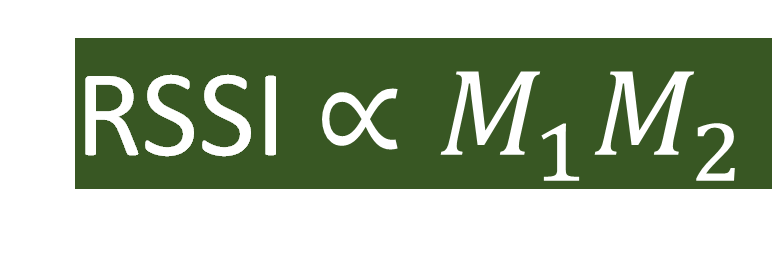 RSSI ∝ M₁M₂